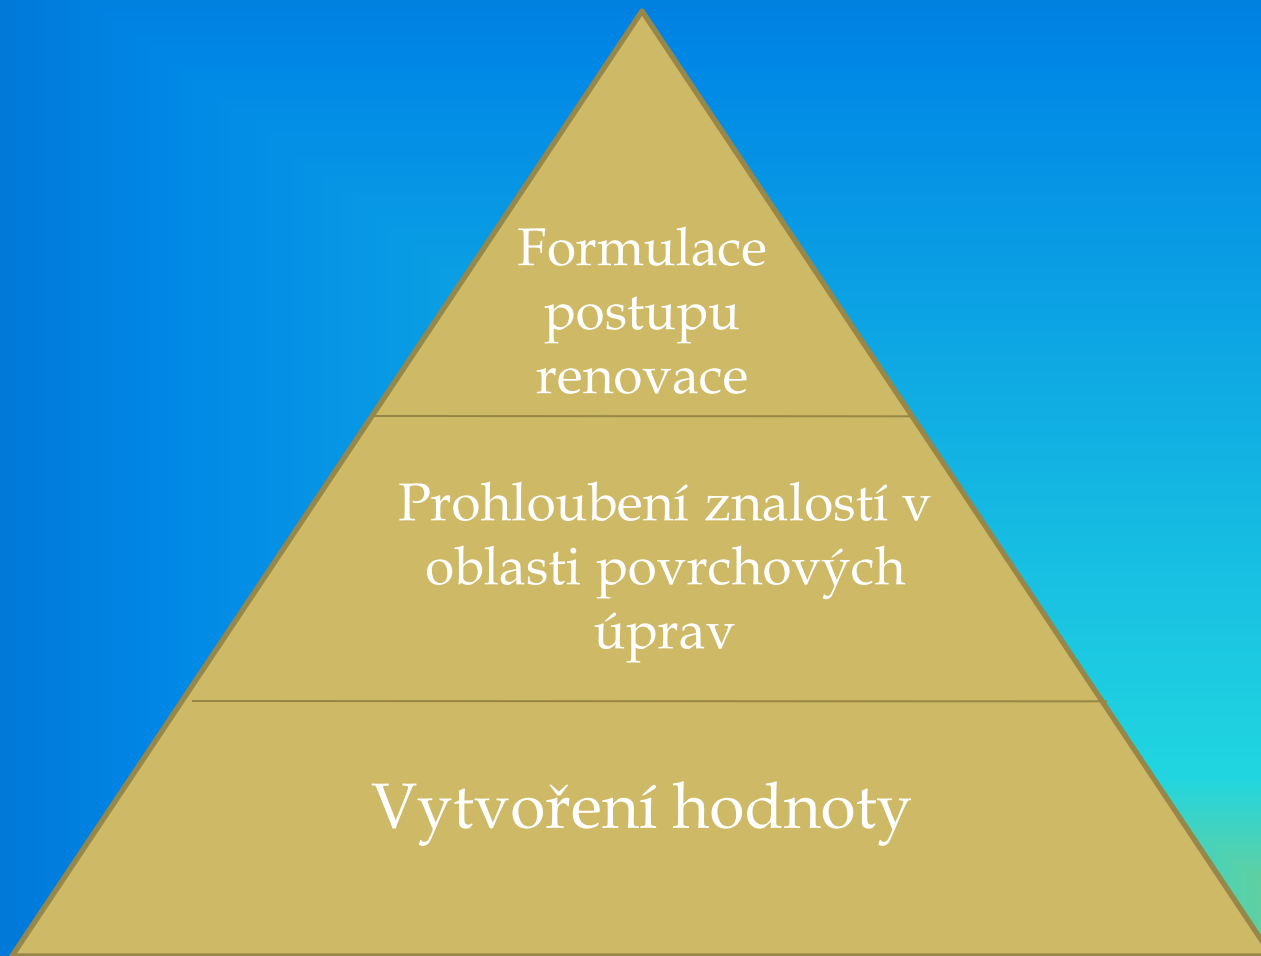 Formulace
postupu
renovace
Prohloubení znalostí v
oblasti povrchových
úprav
Vytvoření hodnoty